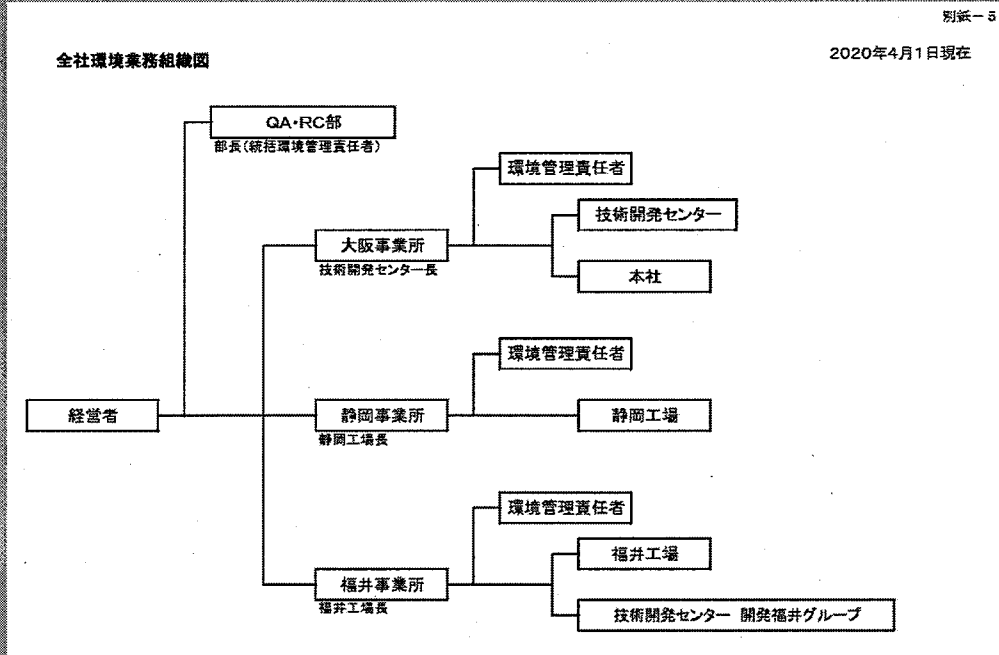 別紙－5
全社環境業務組織図
2020年4月1日現在
QA・RC部
部長(統括環境管理責任者)
環境管理責任者
技術開発センター
大阪事業所
技術開発センター長
本社
環境管理責任者
経営者
静岡事業所
静岡工場長
静岡工場
環境管理責任者
福井工場
福井事業所
福井工場長
技術開発センター 開発福井グループ